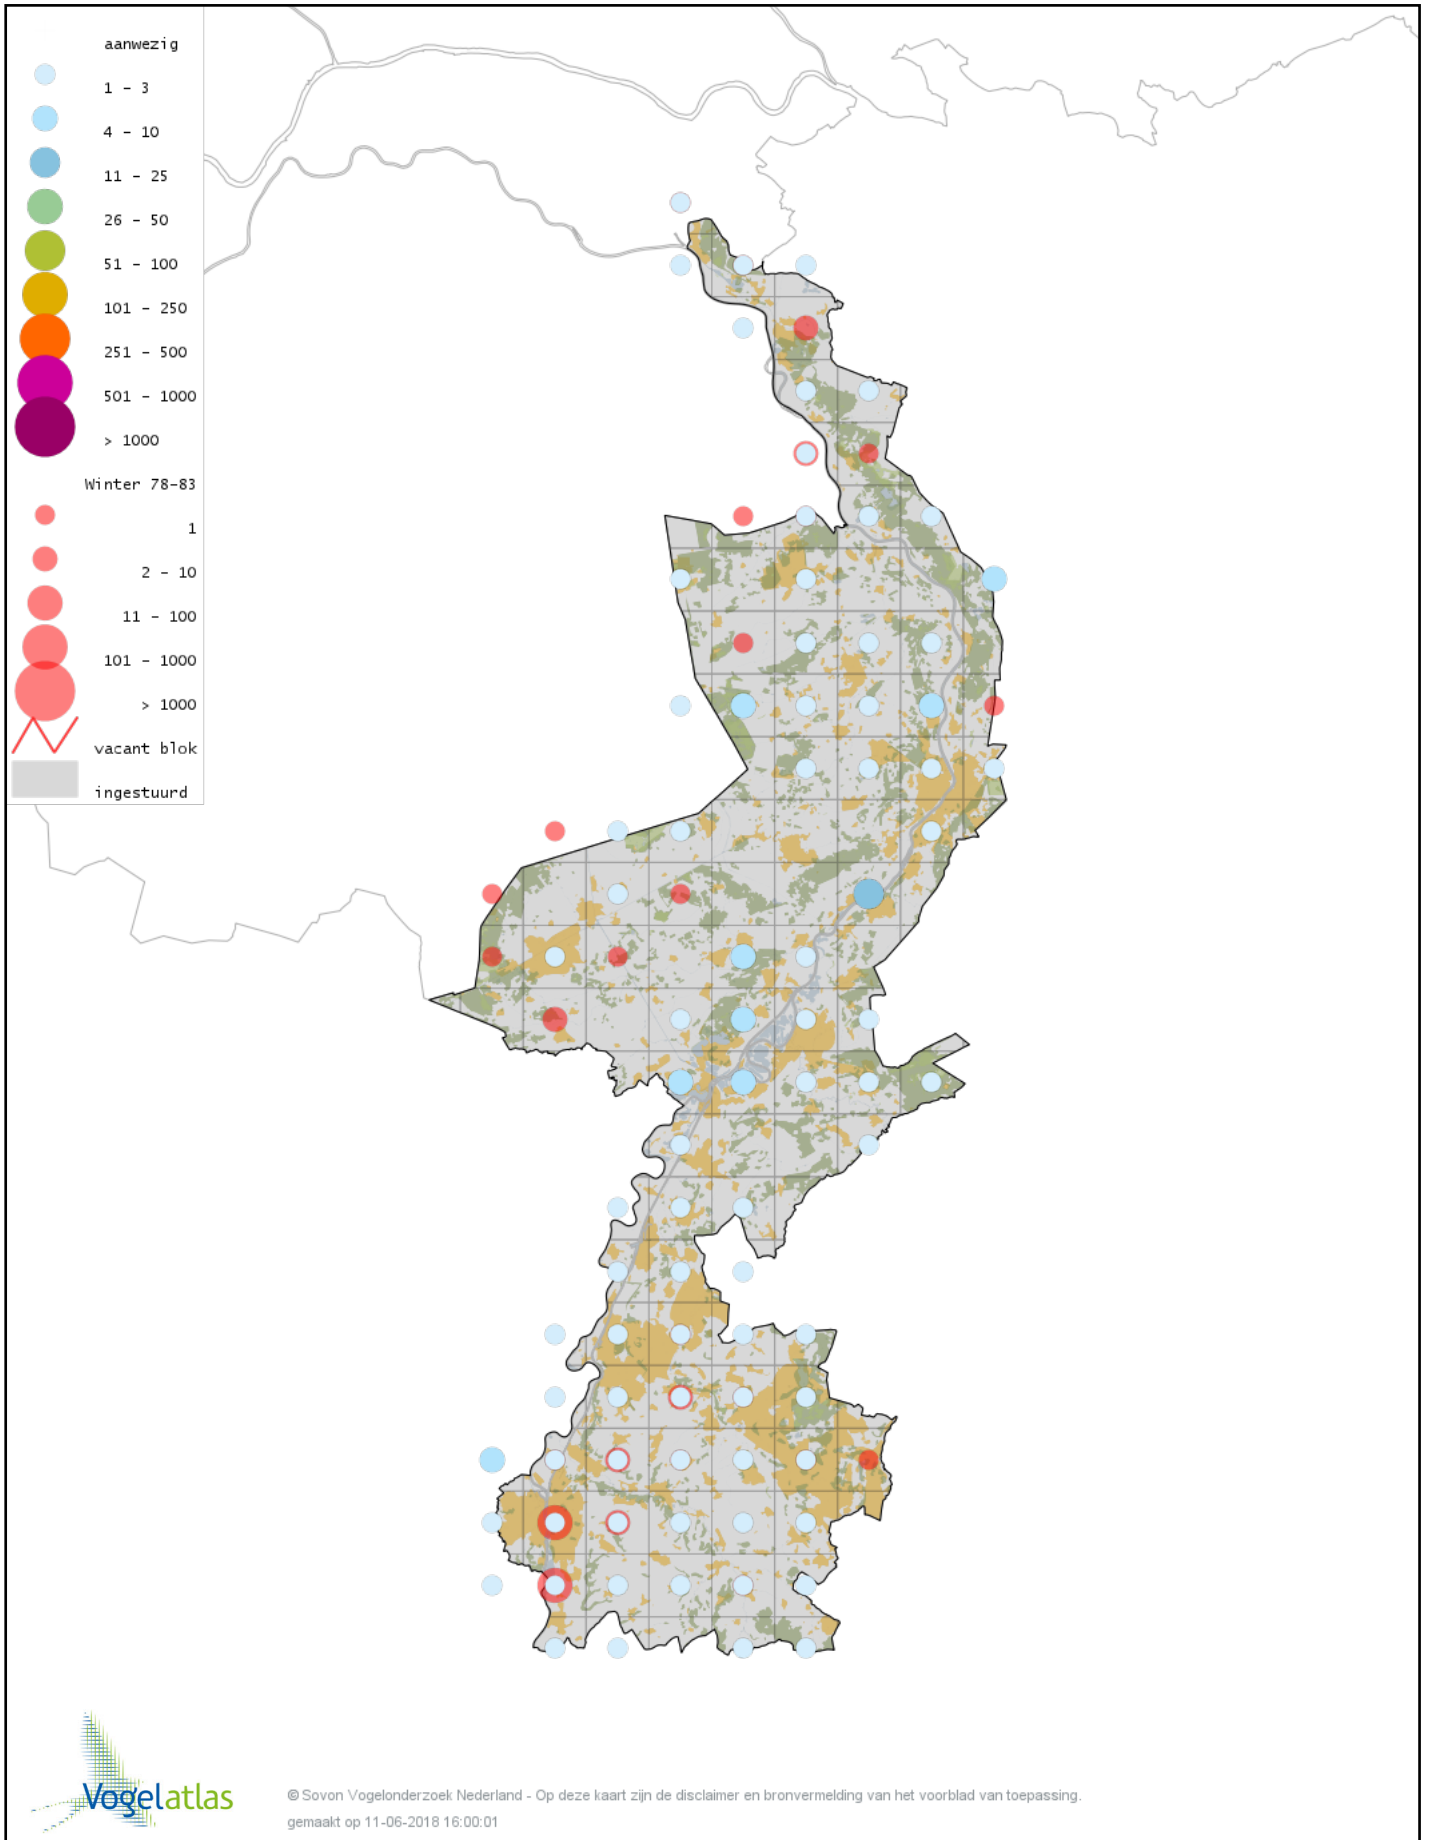 aanwezig
1 - 3
4 - 10
11 - 25
26 - 50
51 - 100
101 - 250
251 - 500
501 - 1000
> 1000
Winter 78-83
1
2 - 10
11 - 100
101 - 1000
> 1000
vacant blok
ingestuurd
Vogelatlas
© Sovon Vogelonderzoek Nederland - Op deze kaart zijn de disclaimer en bronvermelding van het voorblad van toepassing.
gemaakt op 11-06-2018 16:00:01